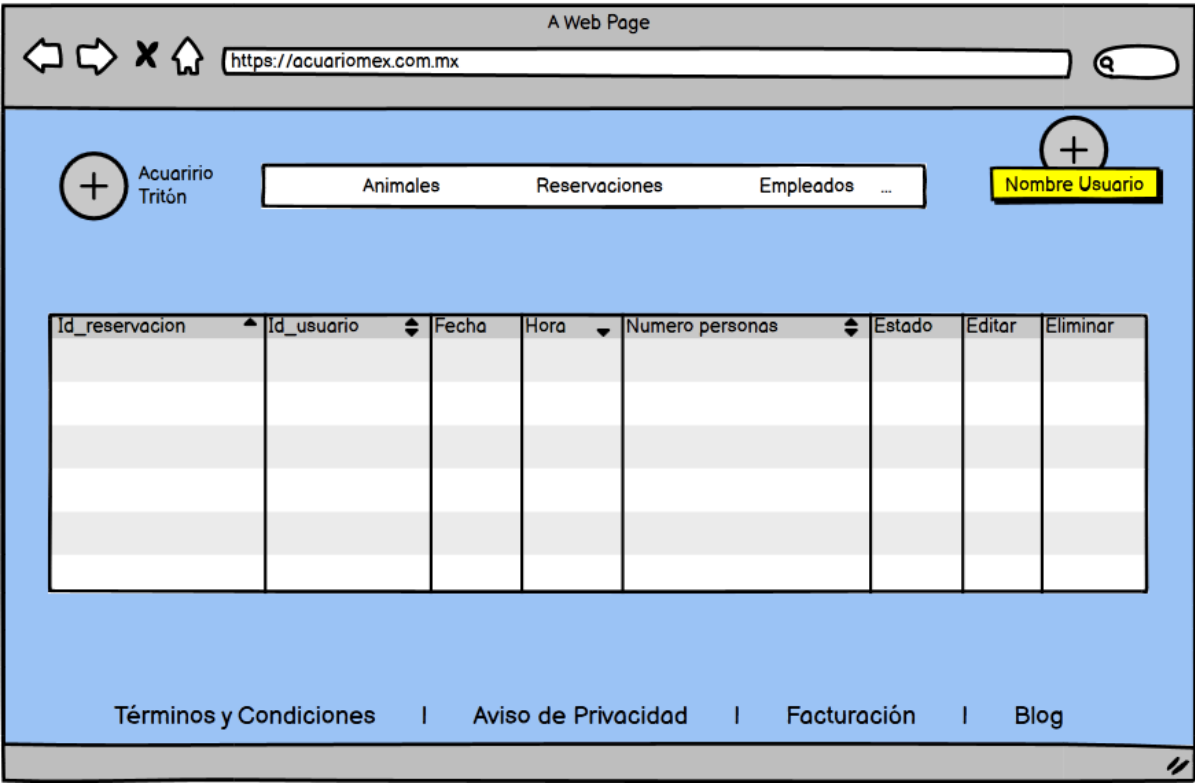 A Web Page
https://acuariomex.com.mx
Acuaririo
Tritón
Animales Reservaciones Empleados ...
Nombre Usuario
Id_reservacion Id_usuario Fecha Hora Numero personas Estado Editar Eliminar
Términos y Condiciones | Aviso de Privacidad | Facturación | Blog